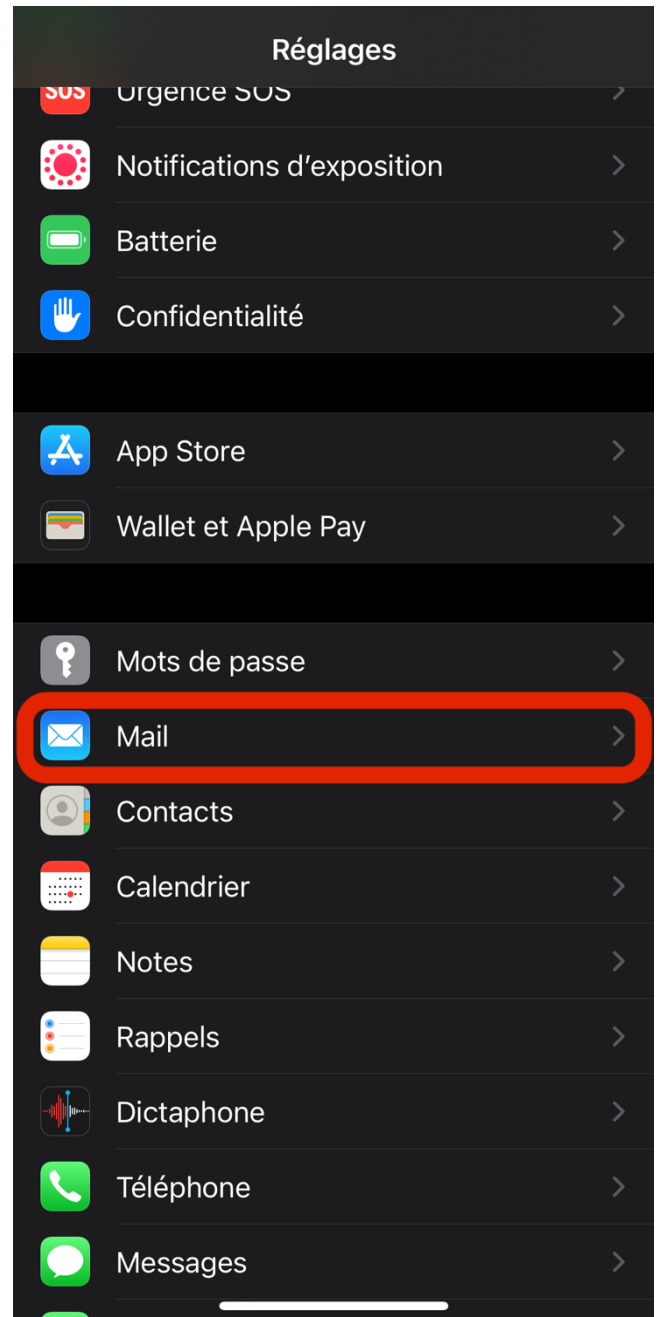 Réglages
SOS Urgence SOS
Notifications d'exposition
Batterie
Confidentialité
App Store
Wallet et Apple Pay
Mots de passe
Mail
Contacts
Calendrier
Notes
Rappels
Dictaphone
Téléphone
Messages